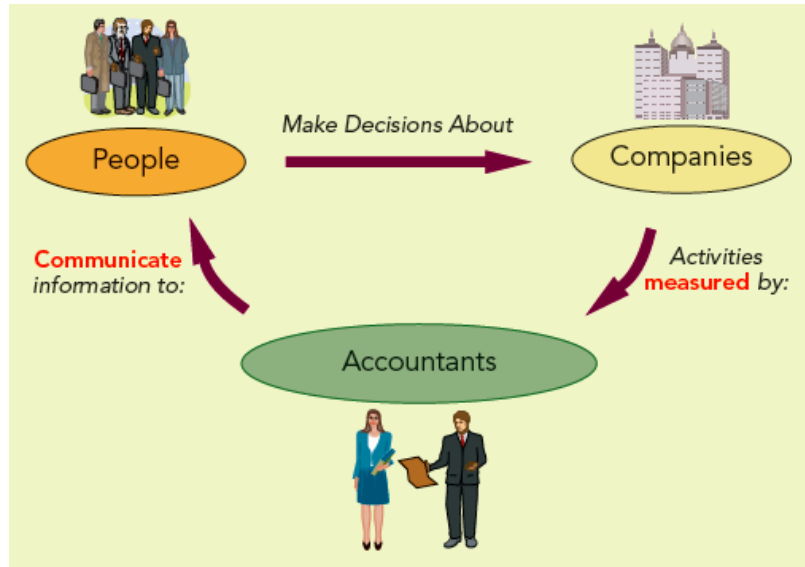 Make Decisions About
People
Companies
Communicate
information to:
Activities
measured by:
Accountants